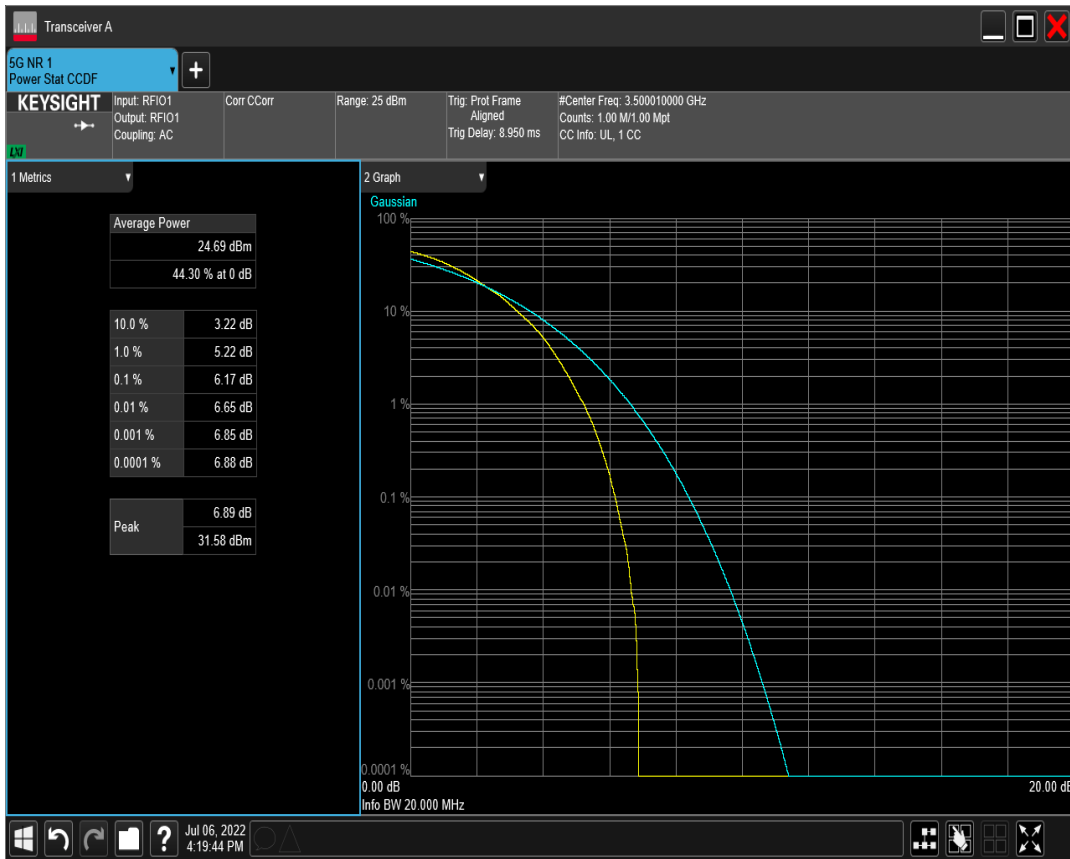 Transceiver A
5G NR 1
Power Stat CCDF
KEYSIGHT
LXI
Input: RFIO1
Output: RFIO1
Coupling: AC
Corr CCorr
Range: 25 dBm
Trig: Prot Frame
Aligned
Trig Delay: 8.950 ms
#Center Freq: 3.500010000 GHz
Counts: 1.00 M/1.00 Mpt
CC Info: UL, 1 CC
1 Metrics
Average Power
24.69 dBm
44.30 % at 0 dB
10.0 % 3.22 dB
1.0 % 5.22 dB
0.1 % 6.17 dB
0.01 % 6.65 dB
0.001 % 6.85 dB
0.0001 % 6.88 dB
Peak
6.89 dB
31.58 dBm
2 Graph
Gaussian
100 %
10 %
1 %
0.1 %
0.01 %
0.001 %
0.0001 %
0.00 dB 20.00 dB
Info BW 20.000 MHz
?
Jul 06, 2022
4:19:44 PM